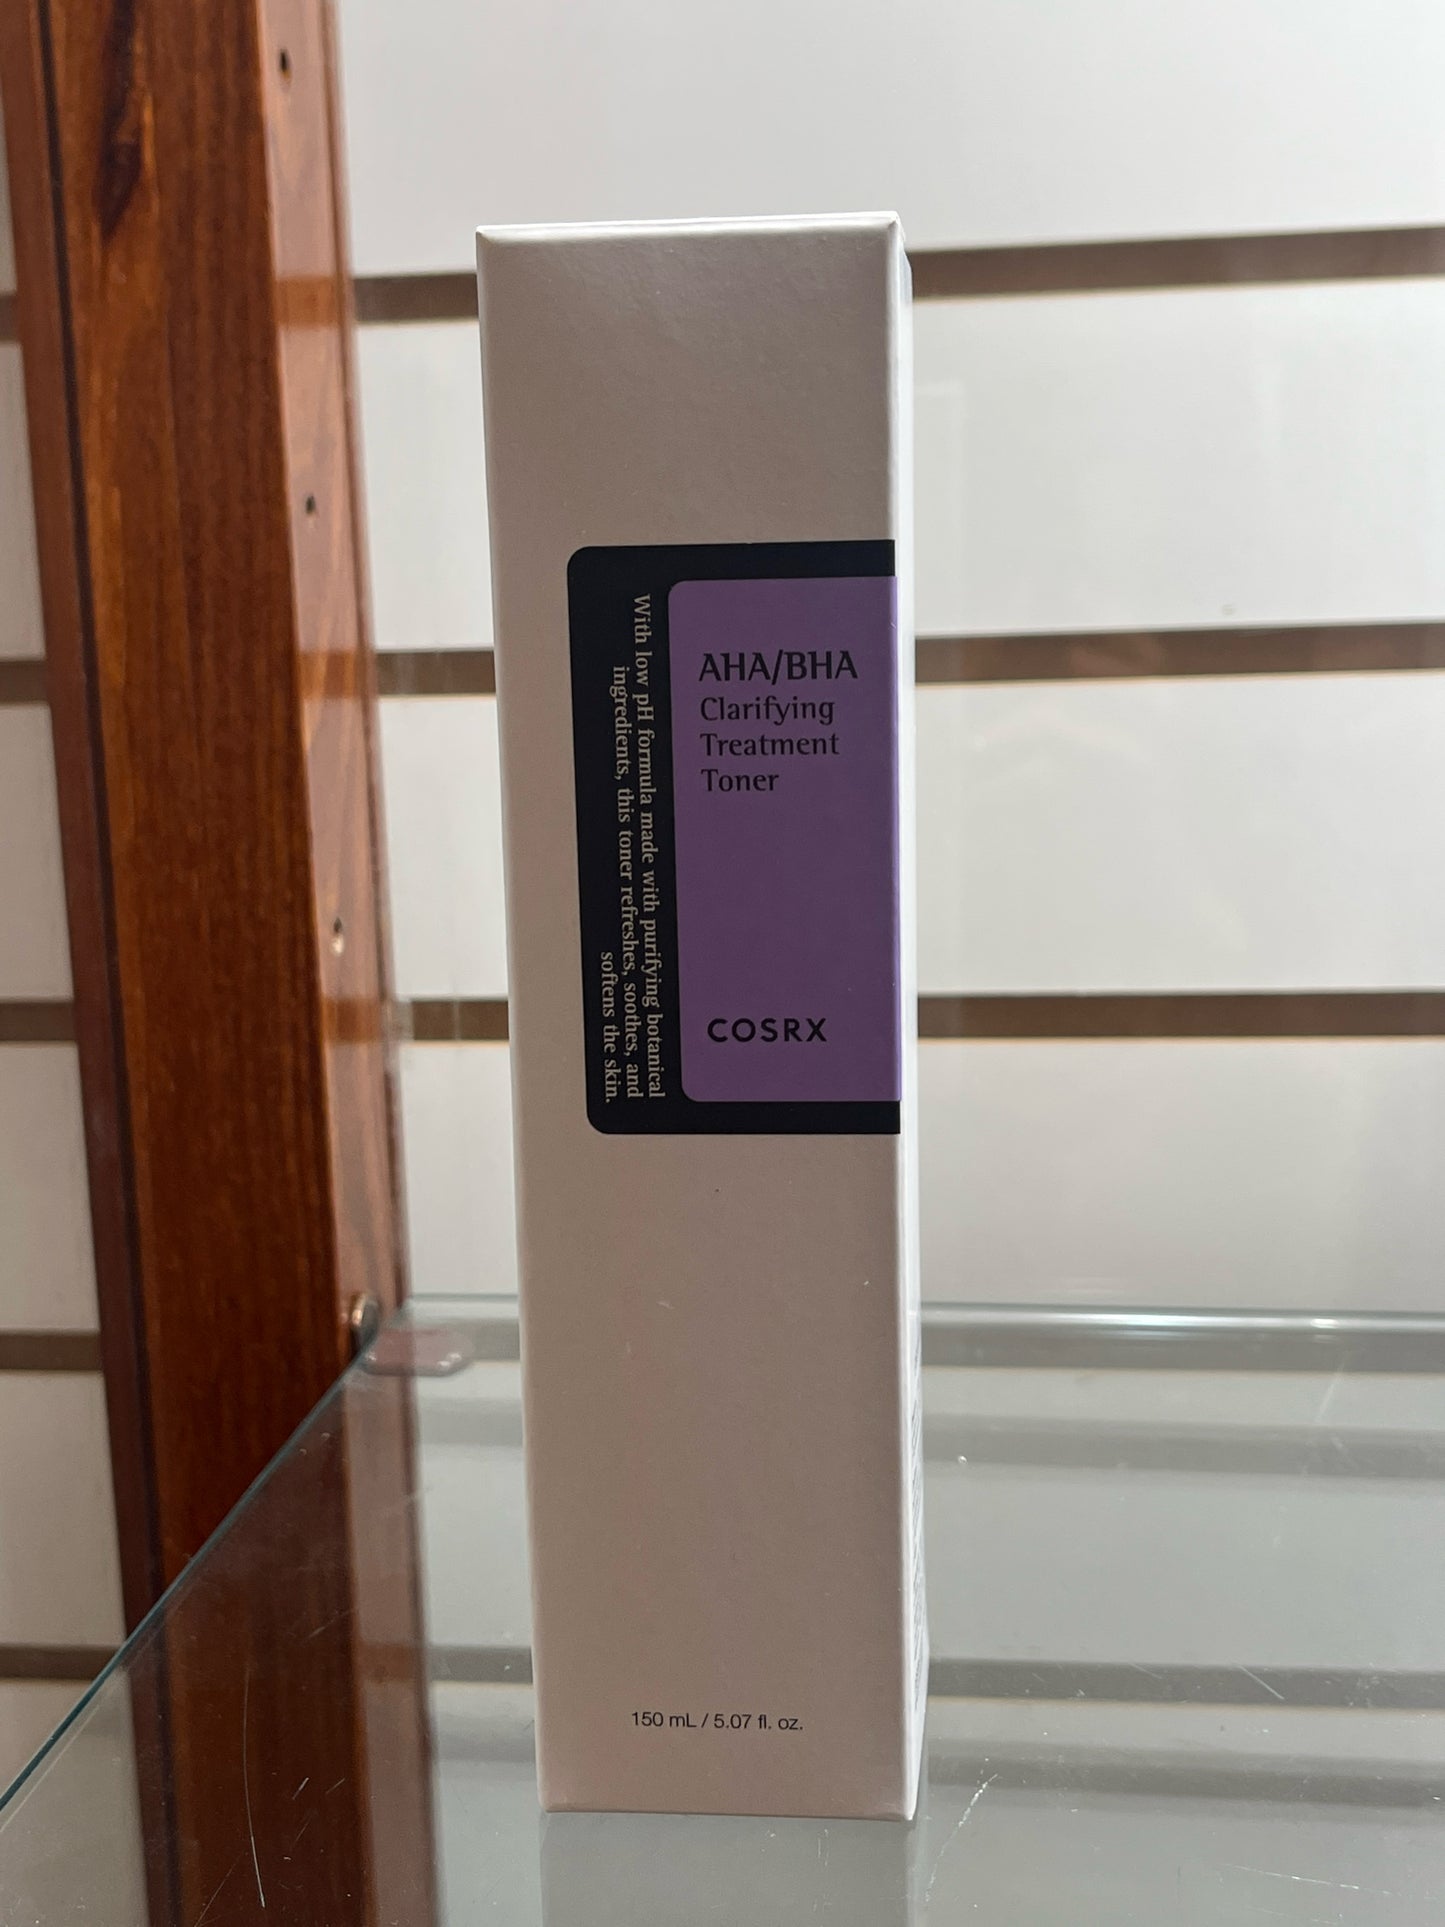 AHA/BHA
Clarifying
Treatment
Toner
COSRX
With low pH formula made with purifying botanical
ingredients, this toner refreshes, soothes, and
softens the skin.
150 mL / 5.07 fl. oz.